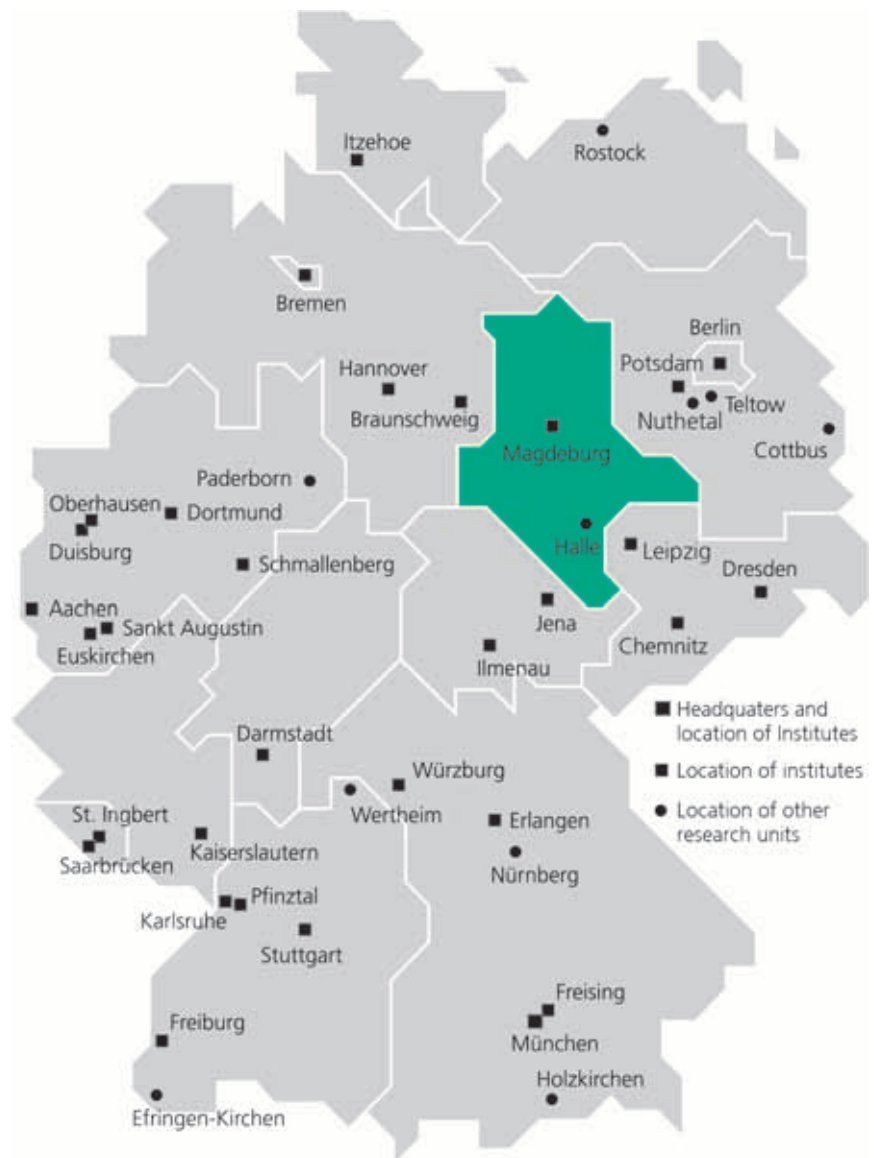 Itzehoe
Rostock
Bremen
Berlin
Hannover
Potsdam
Braunschweig
Nuthetal
Teltow
Magdeburg
Cottbus
Paderborn
Oberhausen
Dortmund
Duisburg
Halle
Leipzig
Schmallenberg
Dresden
Aachen
Sankt Augustin
Jena
Chemnitz
Euskirchen
Ilmenau
Headquaters and
location of Institutes
Darmstadt
Würzburg
Location of institutes
Wertheim
St. Ingbert
Erlangen
Location of other
research units
Kaiserslautern
Saarbrücken
Nürnberg
Pfinztal
Karlsruhe
Stuttgart
Freising
Freiburg
München
Holzkirchen
Efringen-Kirchen